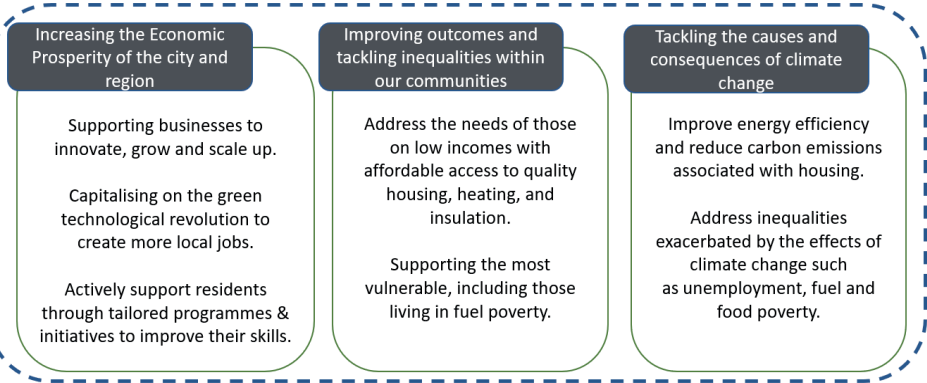 Increasing the Economic
Prosperity of the city and
region
Supporting businesses to
innovate, grow and scale up.
Capitalising on the green
technological revolution to
create more local jobs.
Actively support residents
through tailored programmes &
initiatives to improve their skills.
Improving outcomes and
tackling inequalities within
our communities
Address the needs of those
on low incomes with
affordable access to quality
housing, heating, and
insulation.
Supporting the most
vulnerable, including those
living in fuel poverty.
Tackling the causes and
consequences of climate
change
Improve energy efficiency
and reduce carbon emissions
associated with housing.
Address inequalities
exacerbated by the effects of
climate change such
as unemployment, fuel and
food poverty.